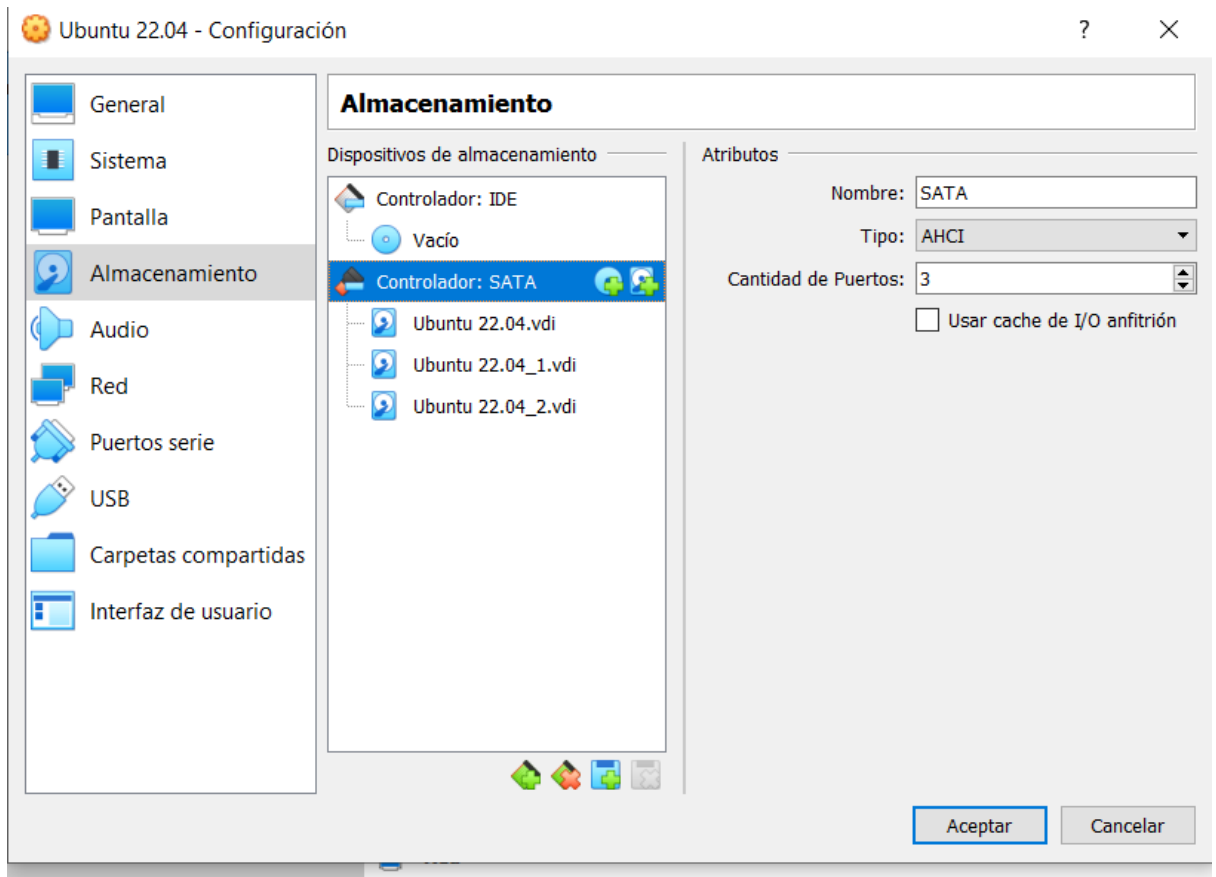 Ubuntu 22.04 - Configuración
?
General
Sistema
Pantalla
Almacenamiento
Audio
Red
Puertos serie
USB
Carpetas compartidas
Interfaz de usuario
Almacenamiento
Dispositivos de almacenamiento
Controlador: IDE
Vacío
Controlador: SATA
Ubuntu 22.04.vdi
Ubuntu 22.04_1.vdi
Ubuntu 22.04_2.vdi
Atributos
Nombre: SATA
Tipo: AHCI
Cantidad de Puertos: 3
Usar cache de I/O anfitrión
Aceptar Cancelar